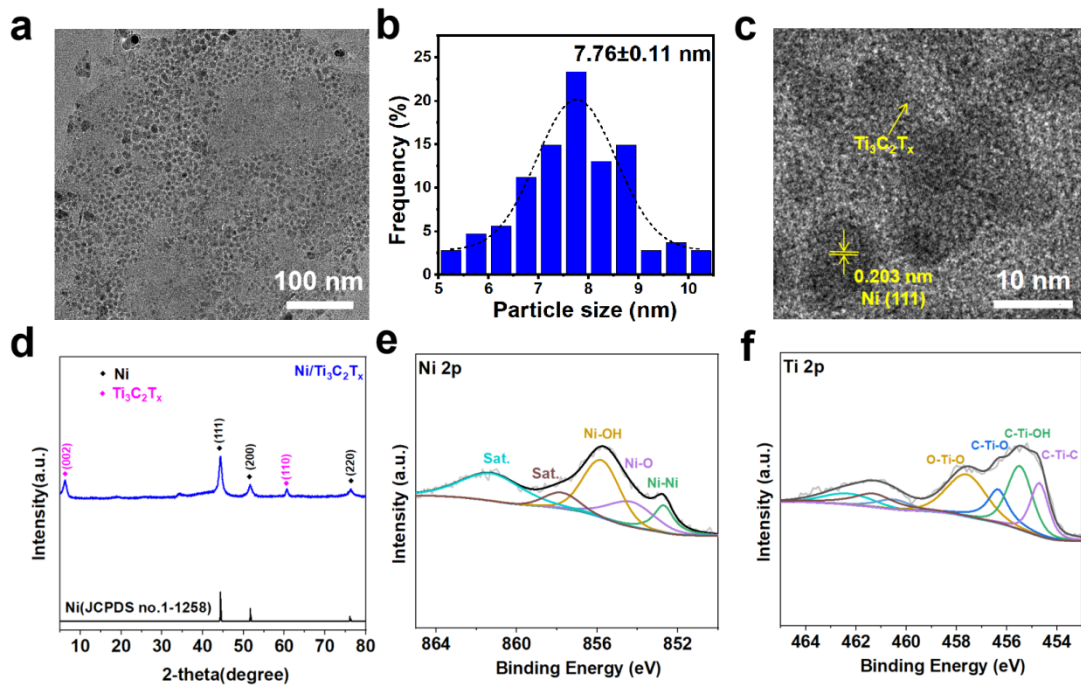 a
100 nm
b
7.76±0.11 nm
Frequency (%)
25
20
15
10
5
0
5 6 7 8 9 10
Particle size (nm)
c
Ti₃C₂Tₓ
0.203 nm
Ni (111)
10 nm
d
Ni
Ti₃C₂Tₓ
Ni/Ti₃C₂Tₓ
(002)
(111)
(200)
(110)
(220)
Ni(JCPDS no.1-1258)
Intensity (a.u.)
10 20 30 40 50 60 70 80
2-theta(degree)
e
Ni 2p
Sat.
Sat.
Ni-OH
Ni-O
Ni-Ni
Intensity (a.u.)
864 860 856 852
Binding Energy (eV)
f
Ti 2p
O-Ti-O
C-Ti-O
C-Ti-OH
C-Ti-C
Intensity (a.u.)
464 462 460 458 456 454
Binding Energy (eV)